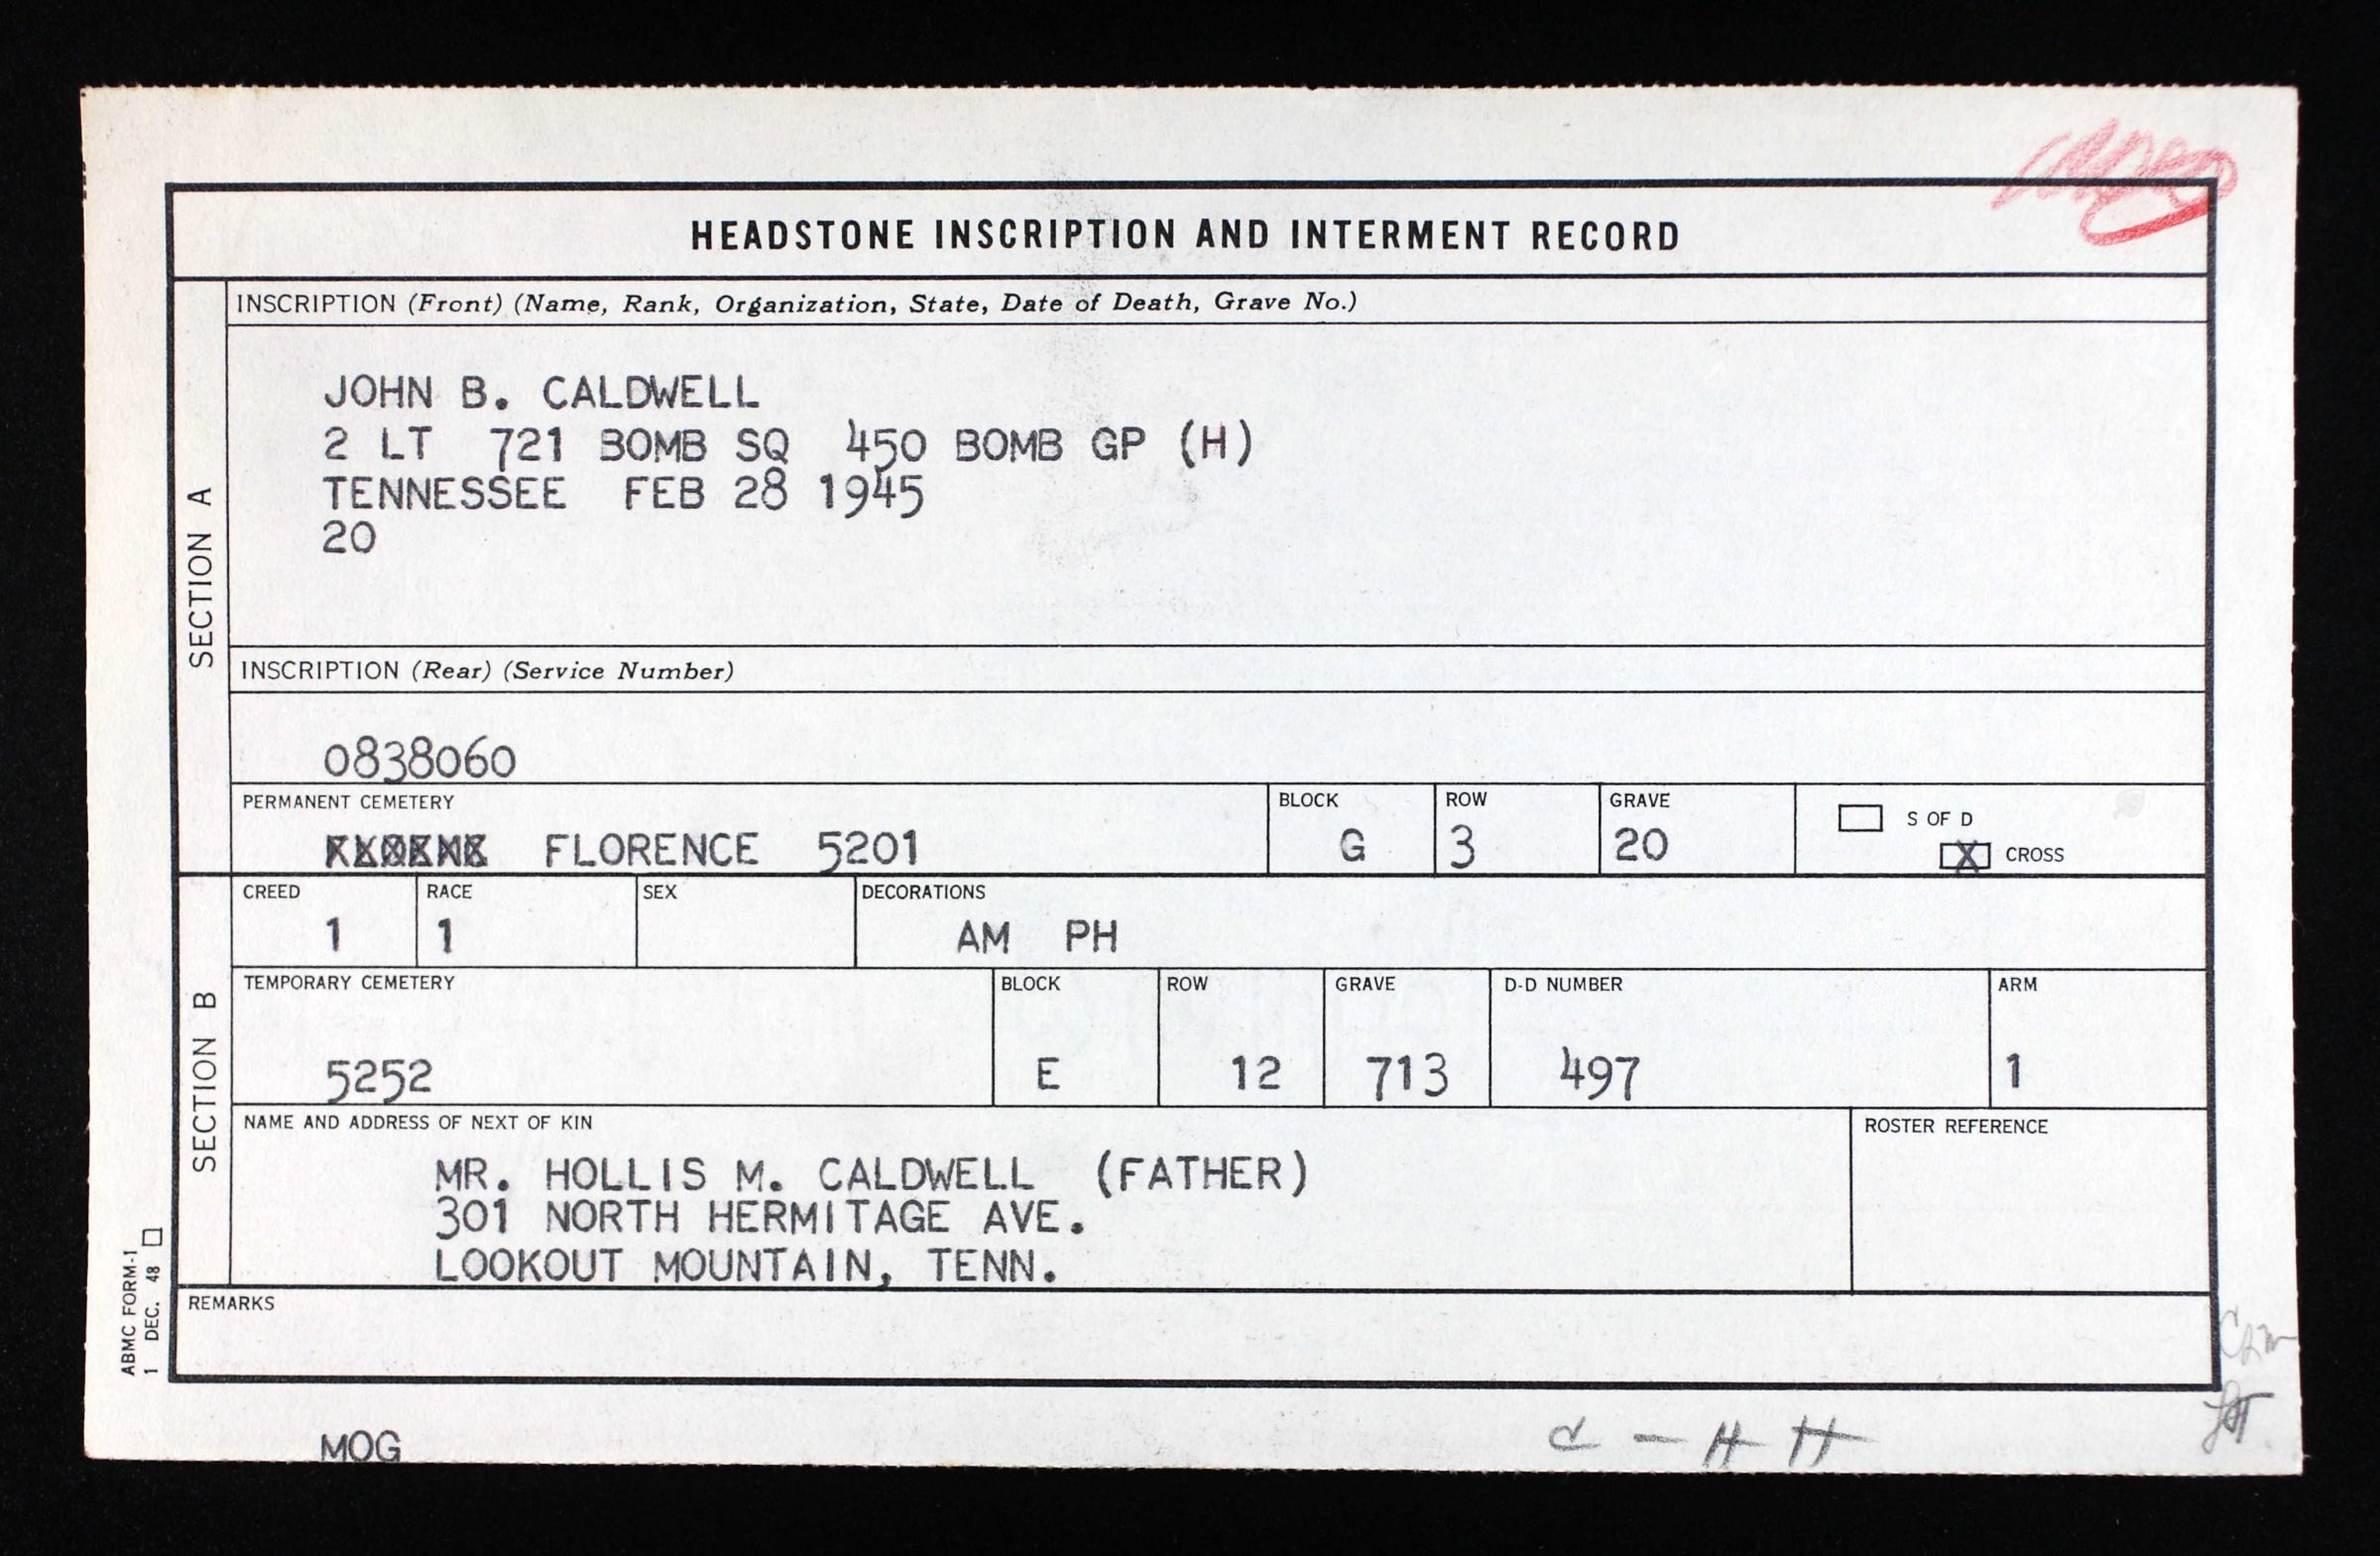 HEADSTONE INSCRIPTION AND INTERMENT RECORD
SECTION A
INSCRIPTION (Front) (Name, Rank, Organization, State, Date of Death, Grave No.)
JOHN B. CALDWELL
2 LT 721 BOMB SQ 450 BOMB GP (H)
TENNESSEE FEB 28 1945
20
INSCRIPTION (Rear) (Service Number)
0838060
PERMANENT CEMETERY BLOCK ROW GRAVE
FLORENCE 5201 G 3 20
S OF D
X CROSS
SECTION B
CREED RACE SEX DECORATIONS
1 1 AM PH
TEMPORARY CEMETERY BLOCK ROW GRAVE D-D NUMBER ARM
5252 E 12 713 497 1
NAME AND ADDRESS OF NEXT OF KIN ROSTER REFERENCE
MR. HOLLIS M. CALDWELL (FATHER)
301 NORTH HERMITAGE AVE.
LOOKOUT MOUNTAIN, TENN.
REMARKS
ABMC FORM-1
1 DEC. 48
MOG